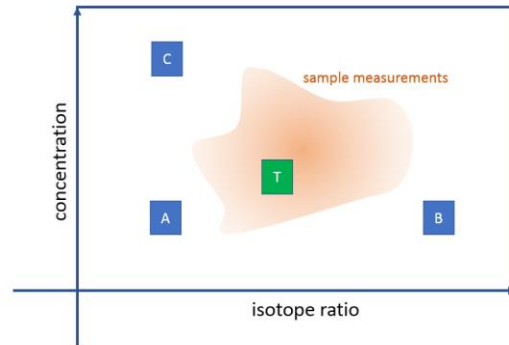 C
sample measurements
concentration
T
A
B
isotope ratio